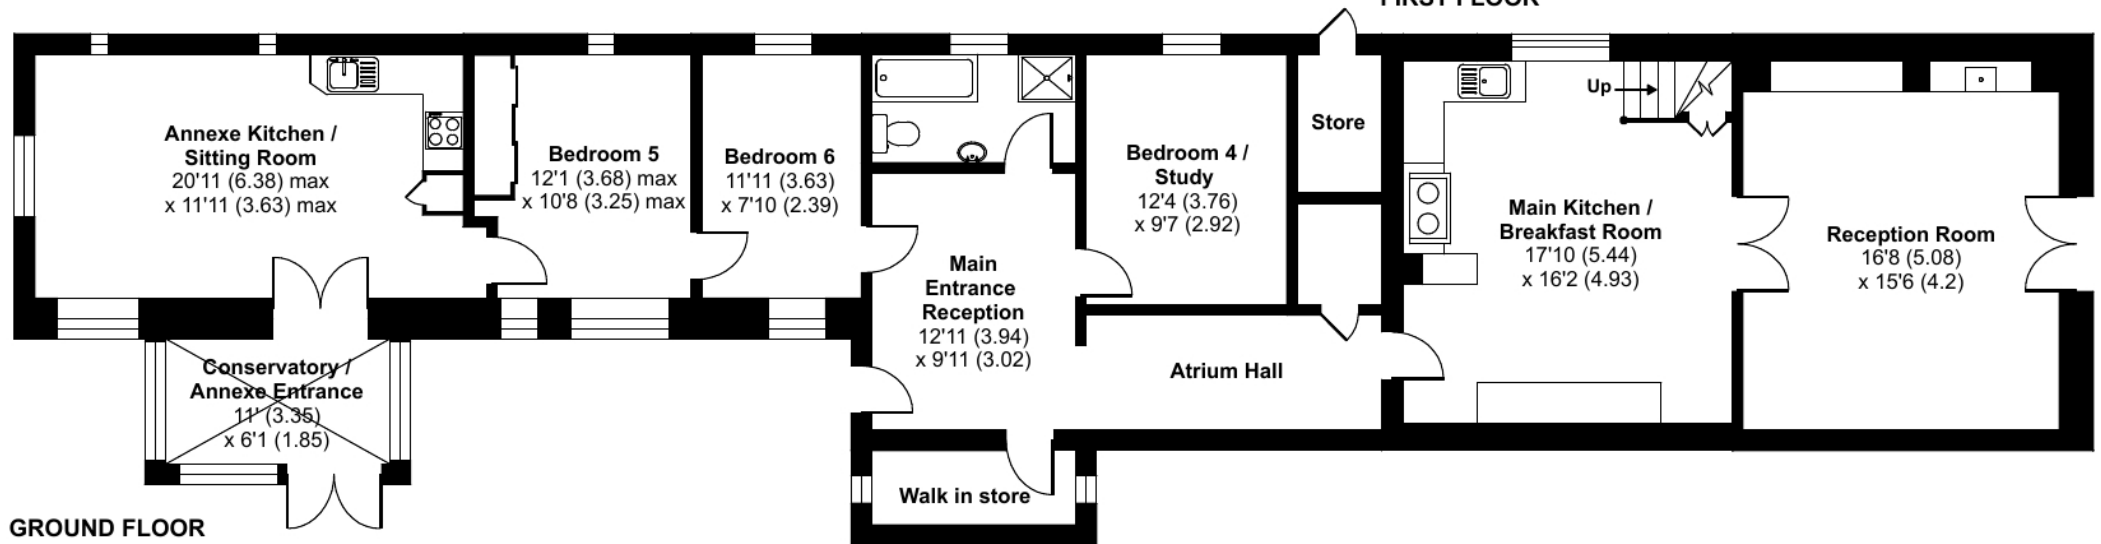 FIRST FLOOR
Annexe Kitchen /
Sitting Room
20'11 (6.38) max
x 11'11 (3.63) max
Bedroom 5
12'1 (3.68) max
x 10'8 (3.25) max
Bedroom 6
11'11 (3.63)
x 7'10 (2.39)
Main
Entrance
Reception
12'11 (3.94)
x 9'11 (3.02)
Bedroom 4 /
Study
12'4 (3.76)
x 9'7 (2.92)
Store
Up
Main Kitchen /
Breakfast Room
17'10 (5.44)
x 16'2 (4.93)
Reception Room
16'8 (5.08)
x 15'6 (4.2)
Atrium Hall
Conservatory /
Annexe Entrance
11' (3.35)
x 6'1 (1.85)
Walk in store
GROUND FLOOR